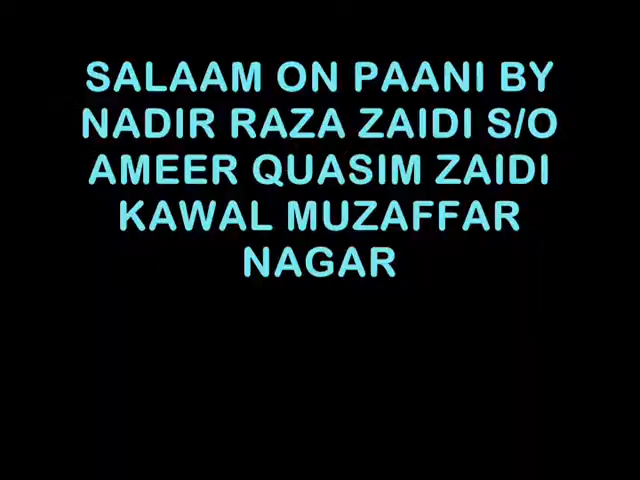 SALAAM ON PAANI BY
NADIR RAZA ZAIDI S/O
AMEER QUASIM ZAIDI
KAWAL MUZAFFAR
NAGAR